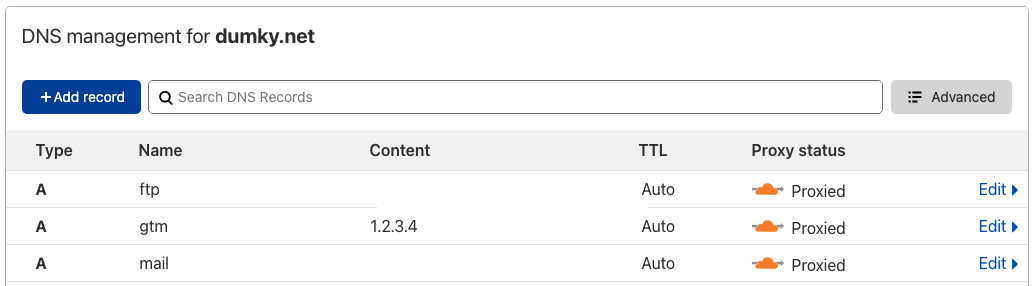 DNS management for dumky.net
+ Add record Search DNS Records Advanced
Type Name Content TTL Proxy status
A ftp Auto Proxied Edit
A gtm 1.2.3.4 Auto Proxied Edit
A mail Auto Proxied Edit